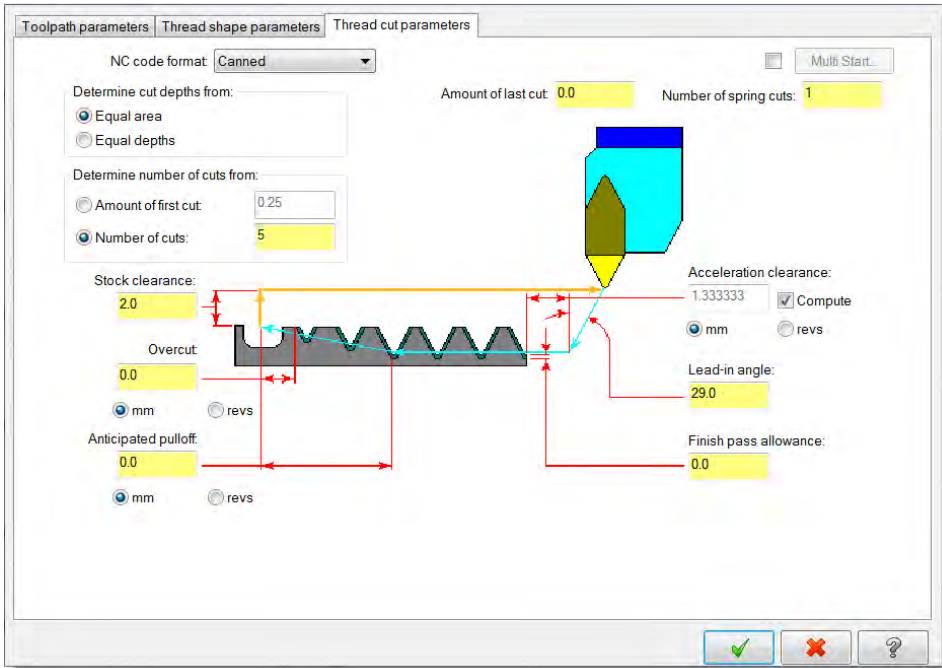 Toolpath parameters Thread shape parameters Thread cut parameters
NC code format: Canned
Multi Start...
Determine cut depths from:
Equal area
Equal depths
Amount of last cut: 0.0
Number of spring cuts: 1
Determine number of cuts from:
Amount of first cut: 0.25
Number of cuts: 5
Stock clearance:
2.0
Overcut:
0.0
mm revs
Anticipated pulloff:
0.0
mm revs
Acceleration clearance:
1.333333 Compute
mm revs
Lead-in angle:
29.0
Finish pass allowance:
0.0
?